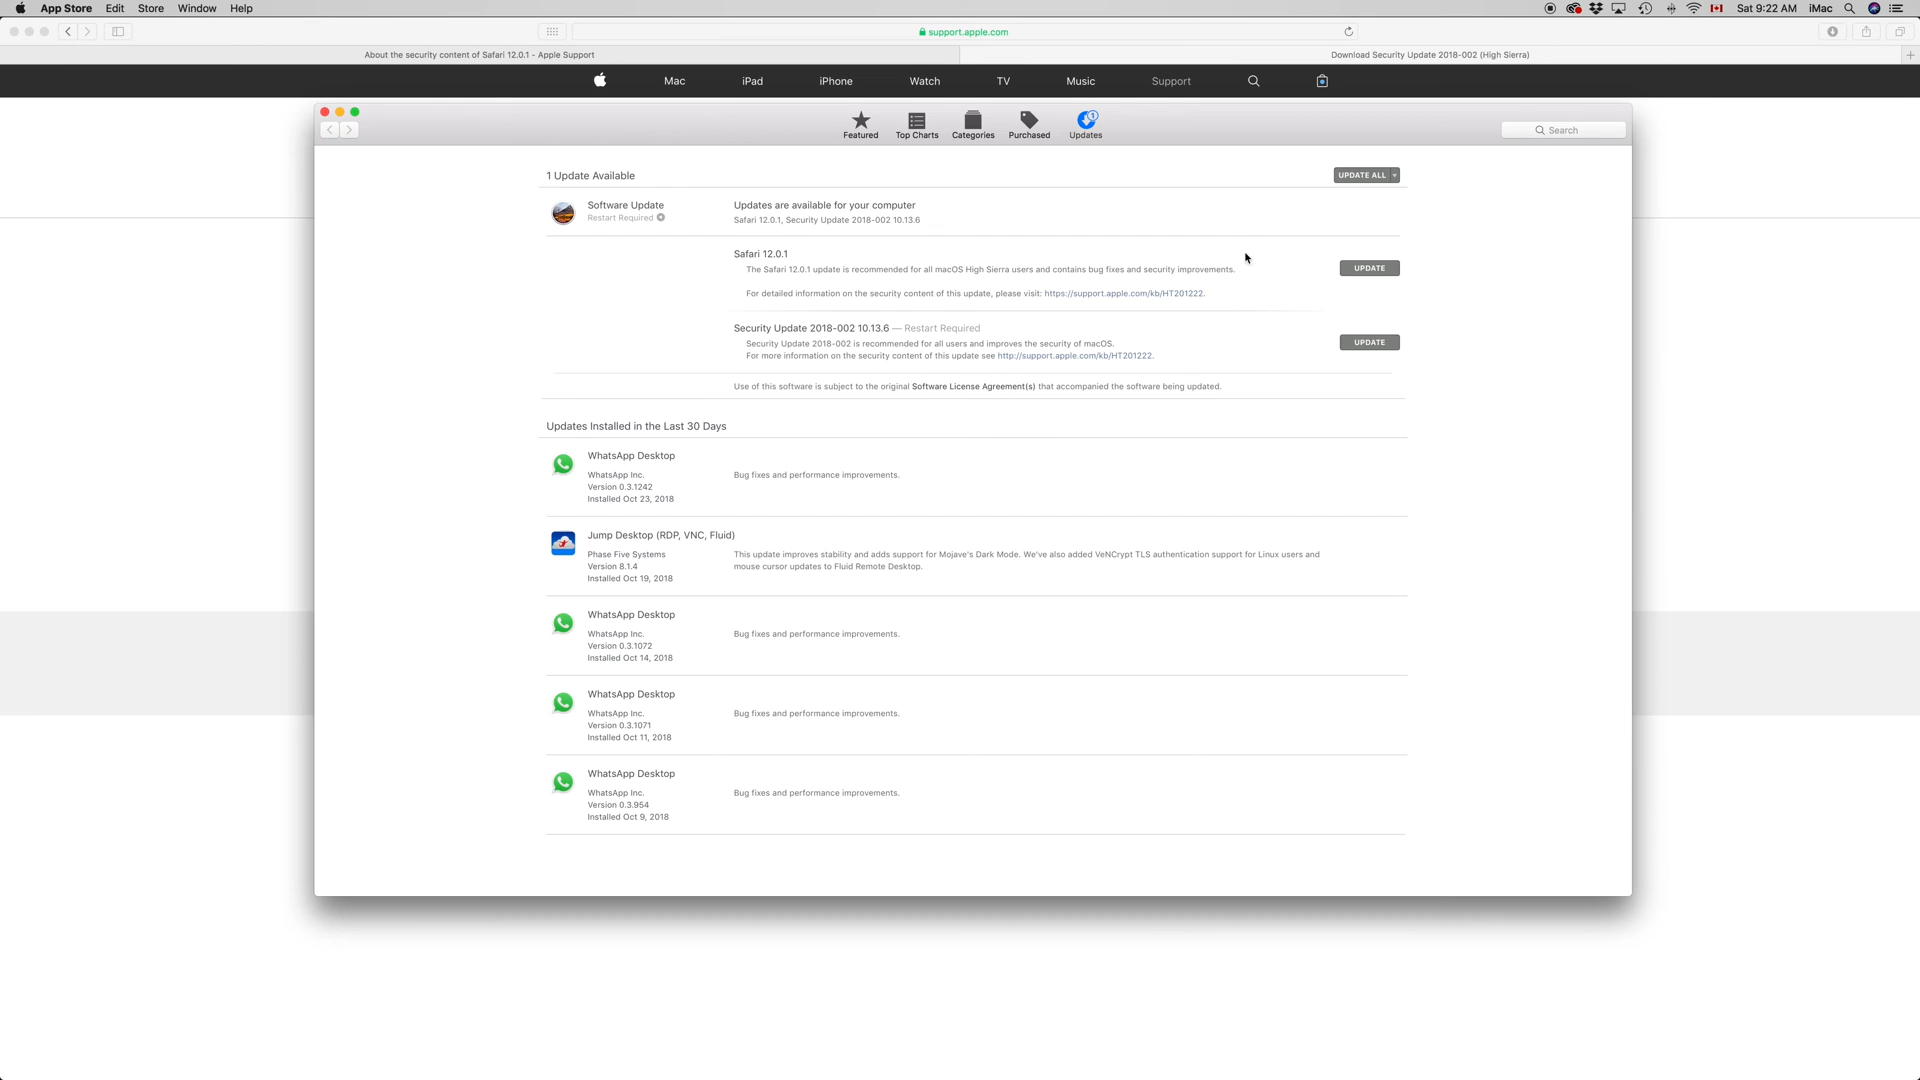 App Store Edit Store Window Help Sat 9:22 AM iMac
support.apple.com
About the security content of Safari 12.0.1 - Apple Support Download Security Update 2018-002 (High Sierra)
Mac iPad iPhone Watch TV Music Support
Featured Top Charts Categories Purchased Updates
1
Search
1 Update Available UPDATE ALL
Software Update Updates are available for your computer
Restart Required Safari 12.0.1, Security Update 2018-002 10.13.6
Safari 12.0.1
The Safari 12.0.1 update is recommended for all macOS High Sierra users and contains bug fixes and security improvements. UPDATE
For detailed information on the security content of this update, please visit: https://support.apple.com/kb/HT201222.
Security Update 2018-002 10.13.6 — Restart Required
Security Update 2018-002 is recommended for all users and improves the security of macOS. UPDATE
For more information on the security content of this update see http://support.apple.com/kb/HT201222.
Use of this software is subject to the original Software License Agreement(s) that accompanied the software being updated.
Updates Installed in the Last 30 Days
WhatsApp Desktop
WhatsApp Inc. Bug fixes and performance improvements.
Version 0.3.1242
Installed Oct 23, 2018
Jump Desktop (RDP, VNC, Fluid)
Phase Five Systems This update improves stability and adds support for Mojave's Dark Mode. We've also added VeNCrypt TLS authentication support for Linux users and
Version 8.1.4 mouse cursor updates to Fluid Remote Desktop.
Installed Oct 19, 2018
WhatsApp Desktop
WhatsApp Inc. Bug fixes and performance improvements.
Version 0.3.1072
Installed Oct 14, 2018
WhatsApp Desktop
WhatsApp Inc. Bug fixes and performance improvements.
Version 0.3.1071
Installed Oct 11, 2018
WhatsApp Desktop
WhatsApp Inc. Bug fixes and performance improvements.
Version 0.3.954
Installed Oct 9, 2018